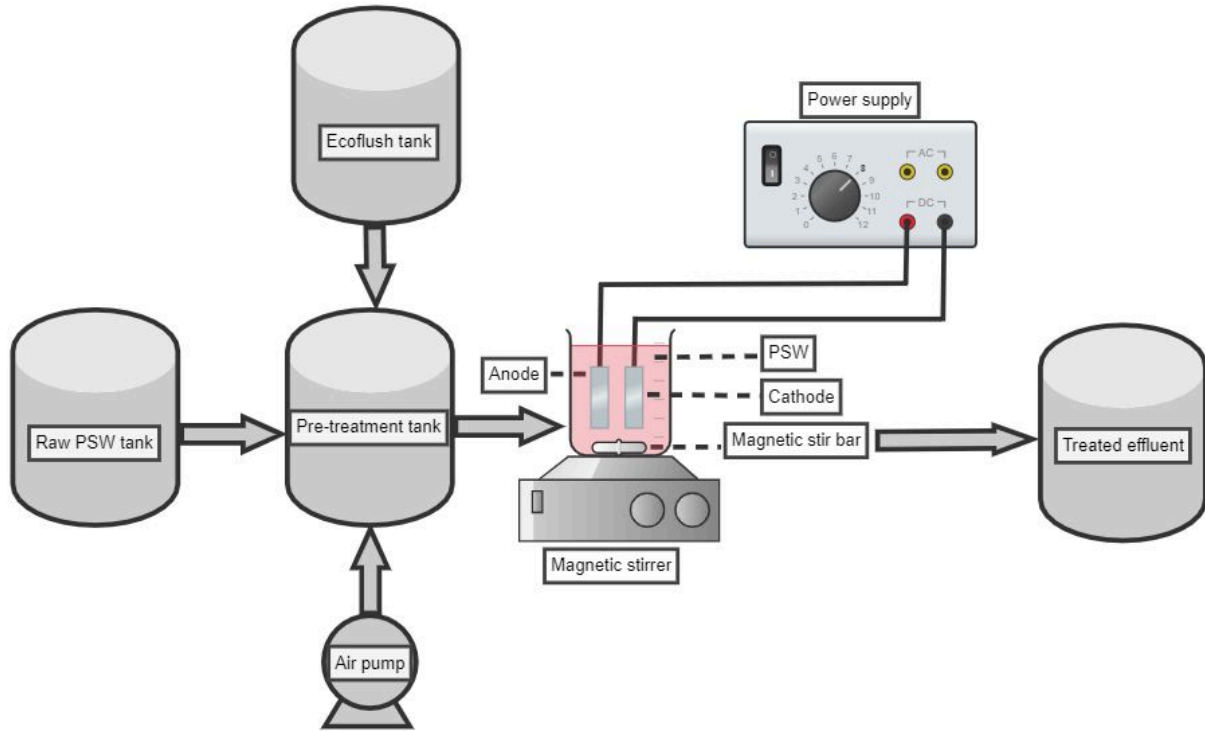 Ecoflush tank
Power supply
AC
DC
0
1
2
3
4
5
6
7
8
9
10
11
12
O
I
Anode
PSW
Cathode
Raw PSW tank
Pre-treatment tank
Magnetic stir bar
Treated effluent
Magnetic stirrer
Air pump